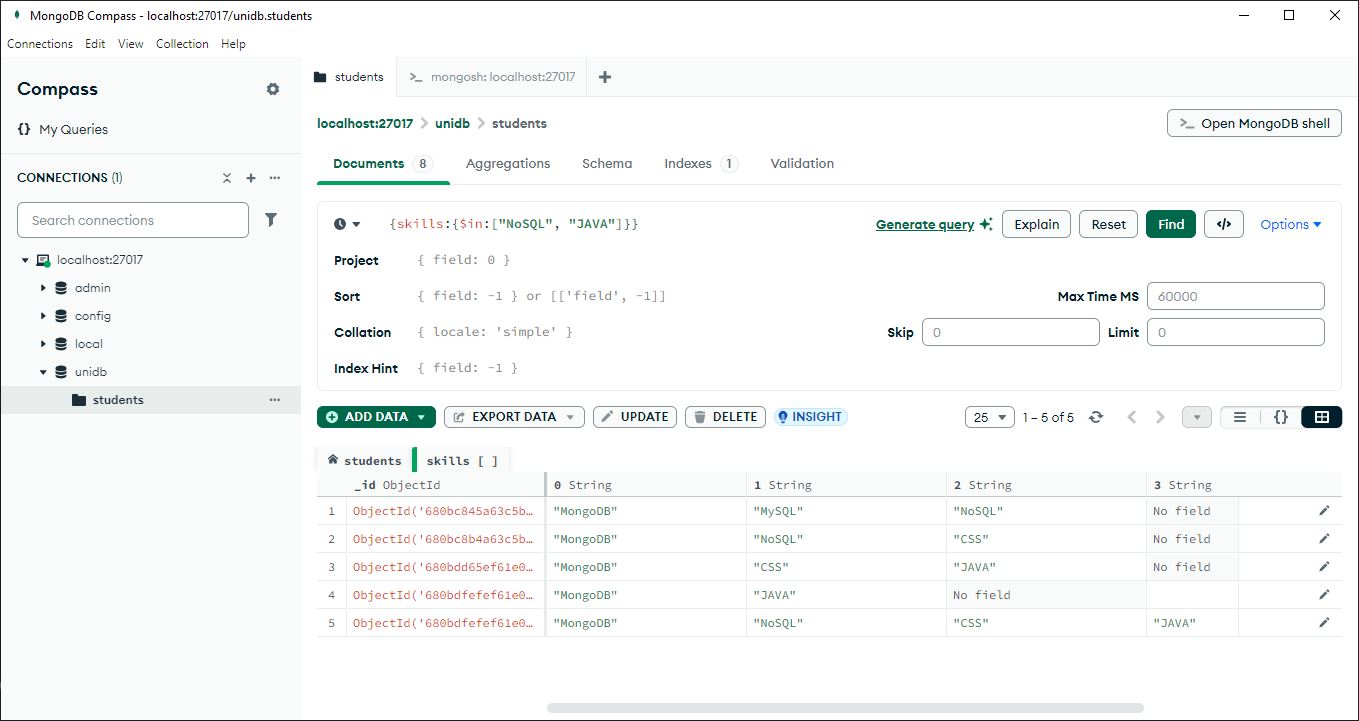 MongoDB Compass - localhost:27017/unidb.students
Connections Edit View Collection Help
Compass
{} My Queries
CONNECTIONS (1)
Search connections
localhost:27017
admin
config
local
unidb
students
students
>_ mongosh: localhost:27017
localhost:27017 > unidb > students
>_ Open MongoDB shell
Documents 8 Aggregations Schema Indexes 1 Validation
{skills:{$in:["NoSQL", "JAVA"]}}
Generate query Explain Reset Find </> Options
Project { field: 0 }
Sort { field: -1 } or [['field', -1]] Max Time MS 60000
Collation { locale: 'simple' } Skip 0 Limit 0
Index Hint { field: -1 }
ADD DATA EXPORT DATA UPDATE DELETE INSIGHT 25 1 – 5 of 5 {}
students skills [ ]
_id ObjectId 0 String 1 String 2 String 3 String
1 ObjectId('680bc845a63c5b… "MongoDB" "MySQL" "NoSQL" No field
2 ObjectId('680bc8b4a63c5b… "MongoDB" "NoSQL" "CSS" No field
3 ObjectId('680bdd65ef61e0… "MongoDB" "CSS" "JAVA" No field
4 ObjectId('680bdfefef61e0… "MongoDB" "JAVA" No field
5 ObjectId('680bdfefef61e0… "MongoDB" "NoSQL" "CSS" "JAVA"